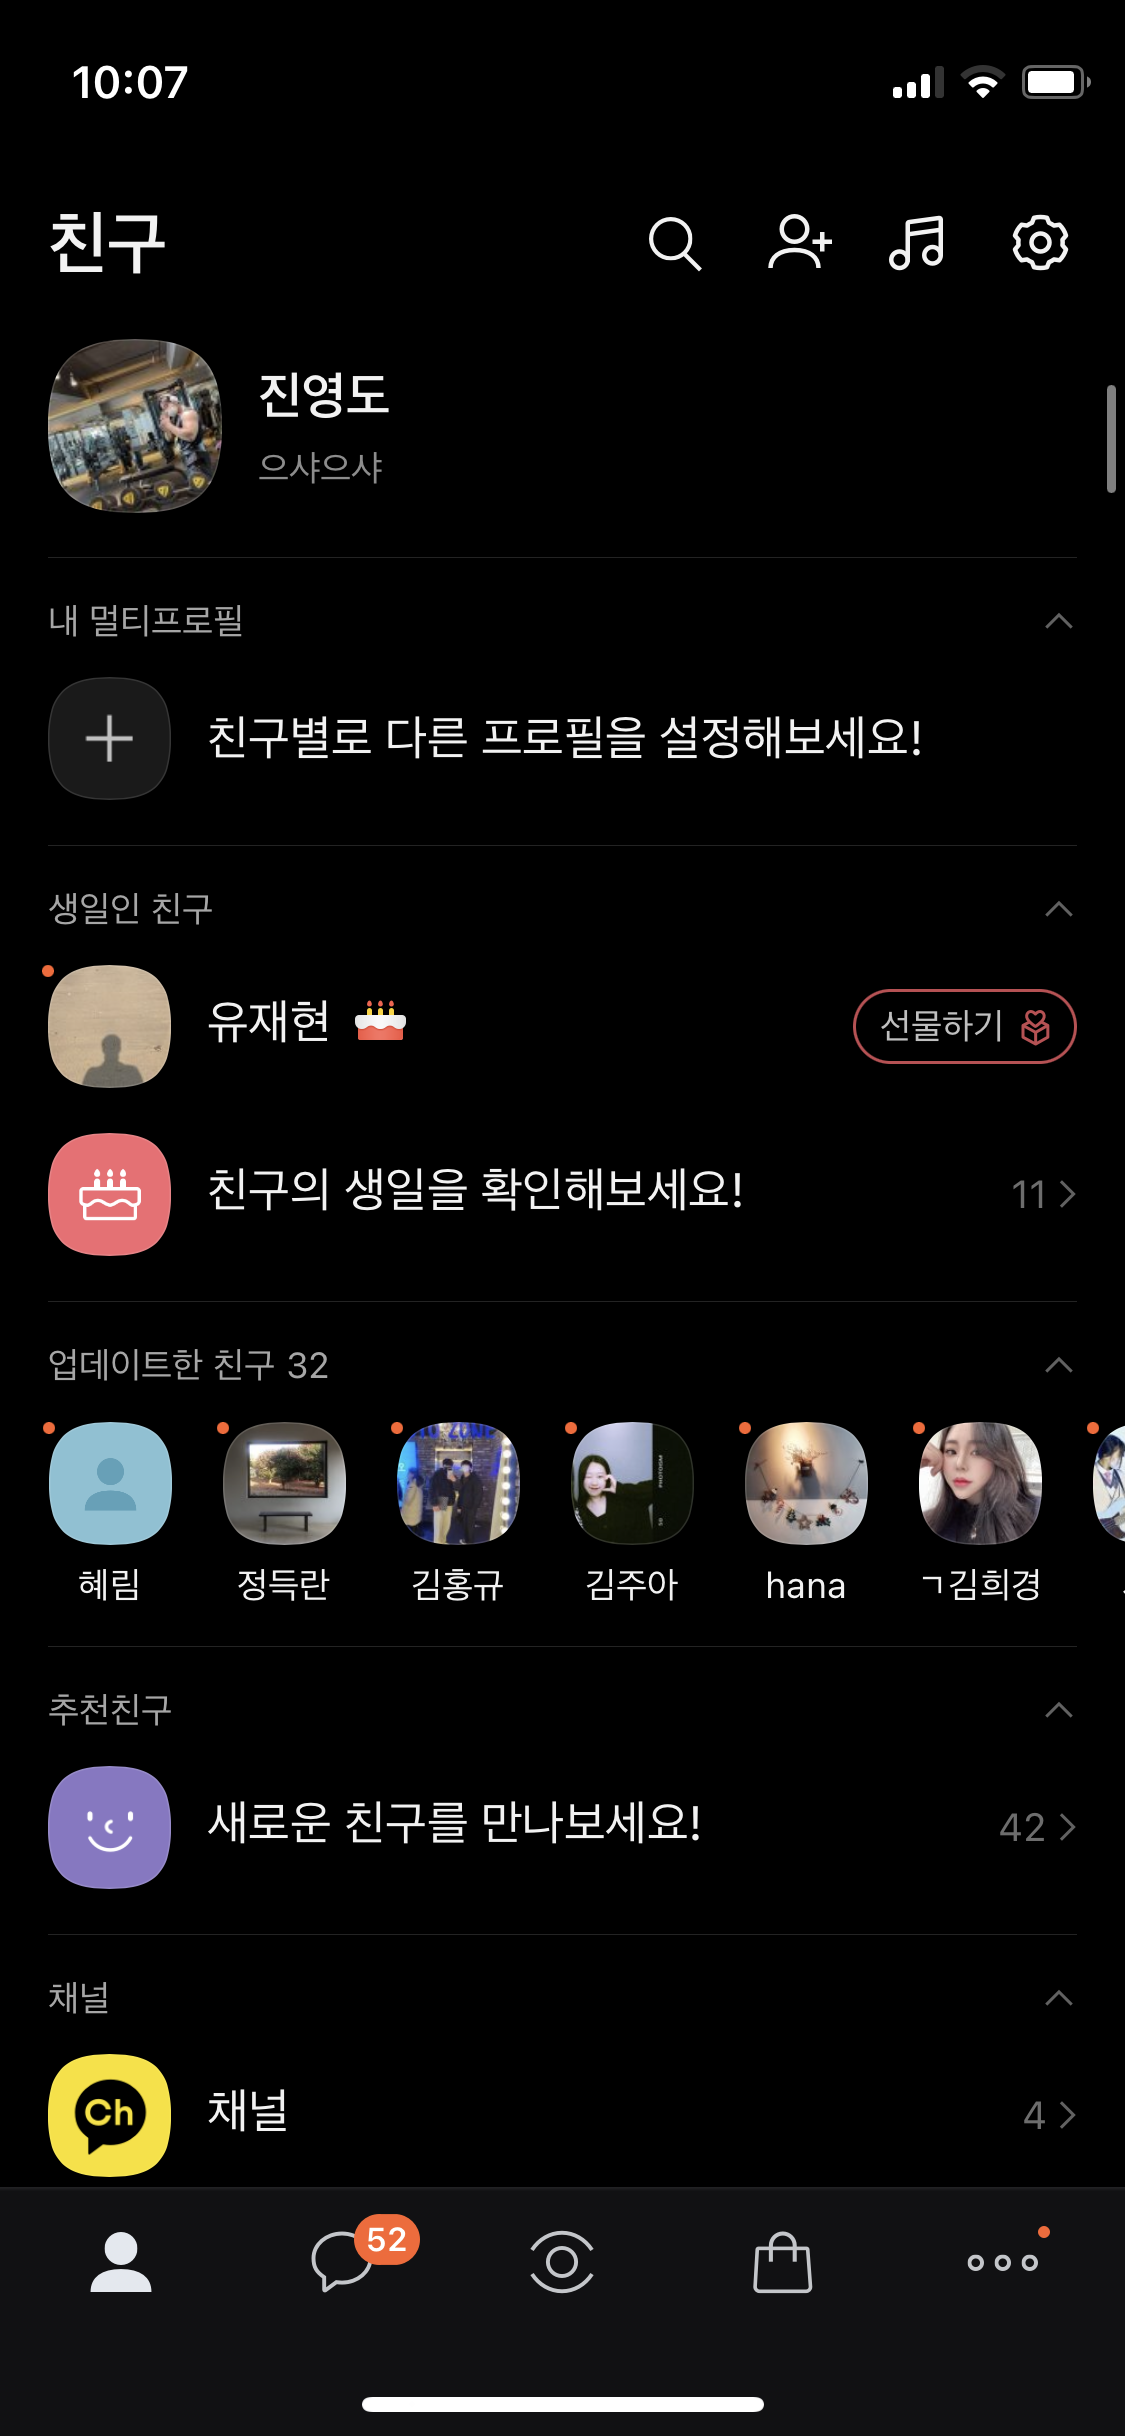 10:07
친구
진영도
으샤으샤
내 멀티프로필
친구별로 다른 프로필을 설정해보세요!
생일인 친구
유재현
선물하기
친구의 생일을 확인해보세요!
11
업데이트한 친구 32
혜림
정득란
김홍규
김주아
hana
ㄱ김희경
추천친구
새로운 친구를 만나보세요!
42
채널
Ch
채널
4
52